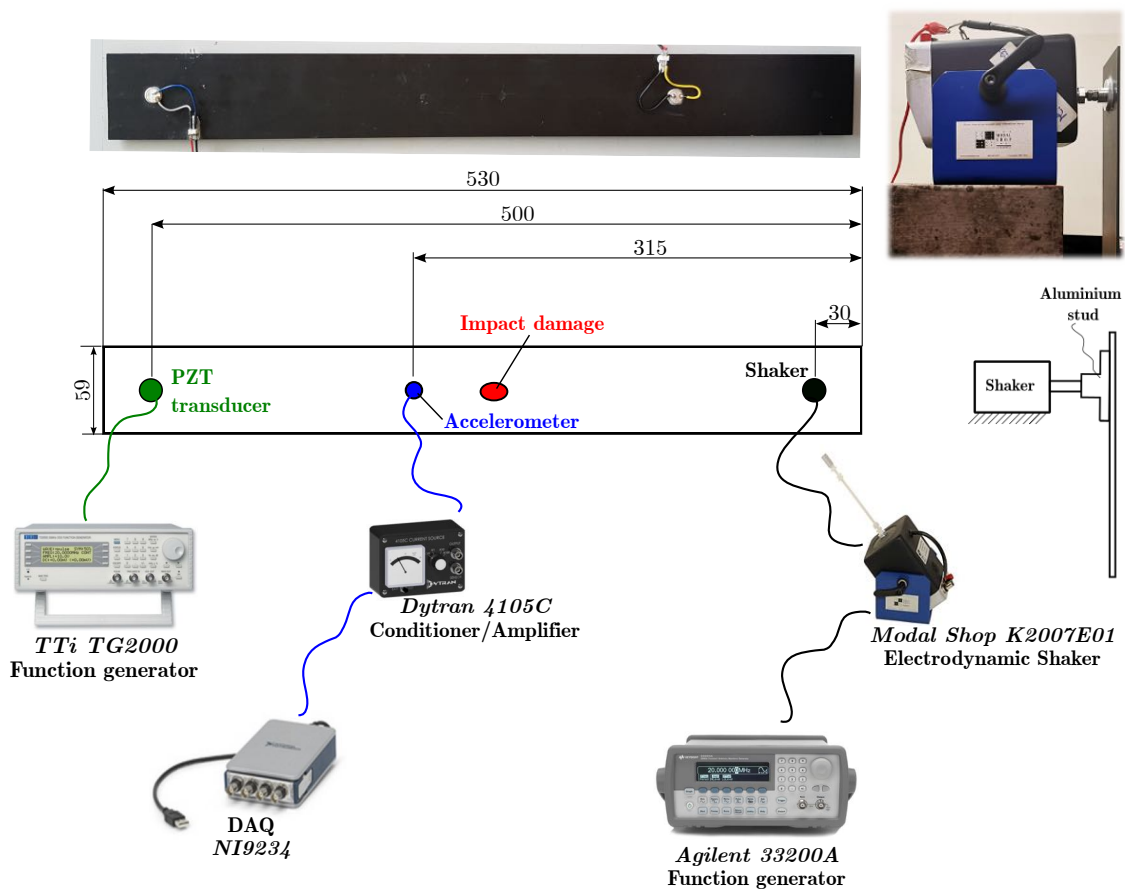 530
500
315
30
59
Impact damage
PZT
transducer
Accelerometer
Shaker
Aluminium
stud
Shaker
TTi TG2000
Function generator
DYTRAN
Dytran 4105C
Conditioner/Amplifier
Modal Shop K2007E01
Electrodynamic Shaker
DAQ
NI9234
Agilent 33200A
Function generator